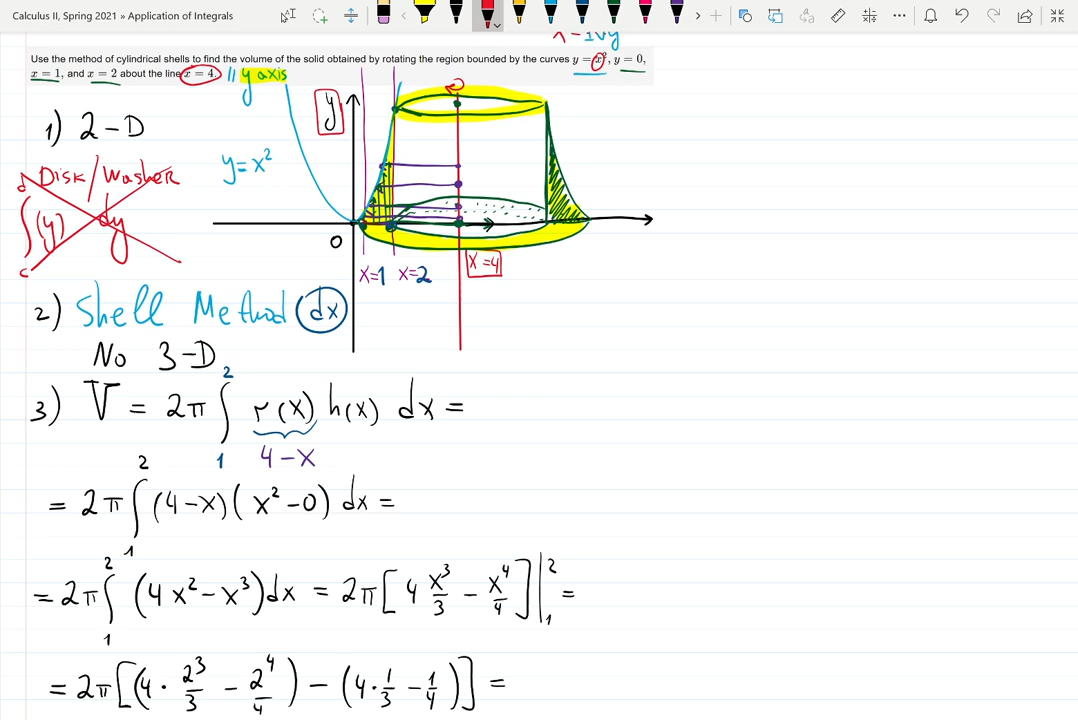 Calculus II, Spring 2021 » Application of Integrals
Use the method of cylindrical shells to find the volume of the solid obtained by rotating the region bounded by the curves y = x², y = 0,
x = 1, and x = 2 about the line x = 4. || y axis
1) 2-D
y
y=x²
Disk/Washer
d
∫ (y) dy
c
0
x=1 x=2
x=4
2) Shell Method dx
No 3-D
3) V = 2π ∫₁² r(x) h(x) dx =
4-x
= 2π ∫₁² (4-x)(x²-0) dx =
= 2π ∫₁² (4x²-x³)dx = 2π[4 x³/3 - x⁴/4]|₁² =
= 2π[(4 · 2³/3 - 2⁴/4) - (4·1/3 - 1/4)] =